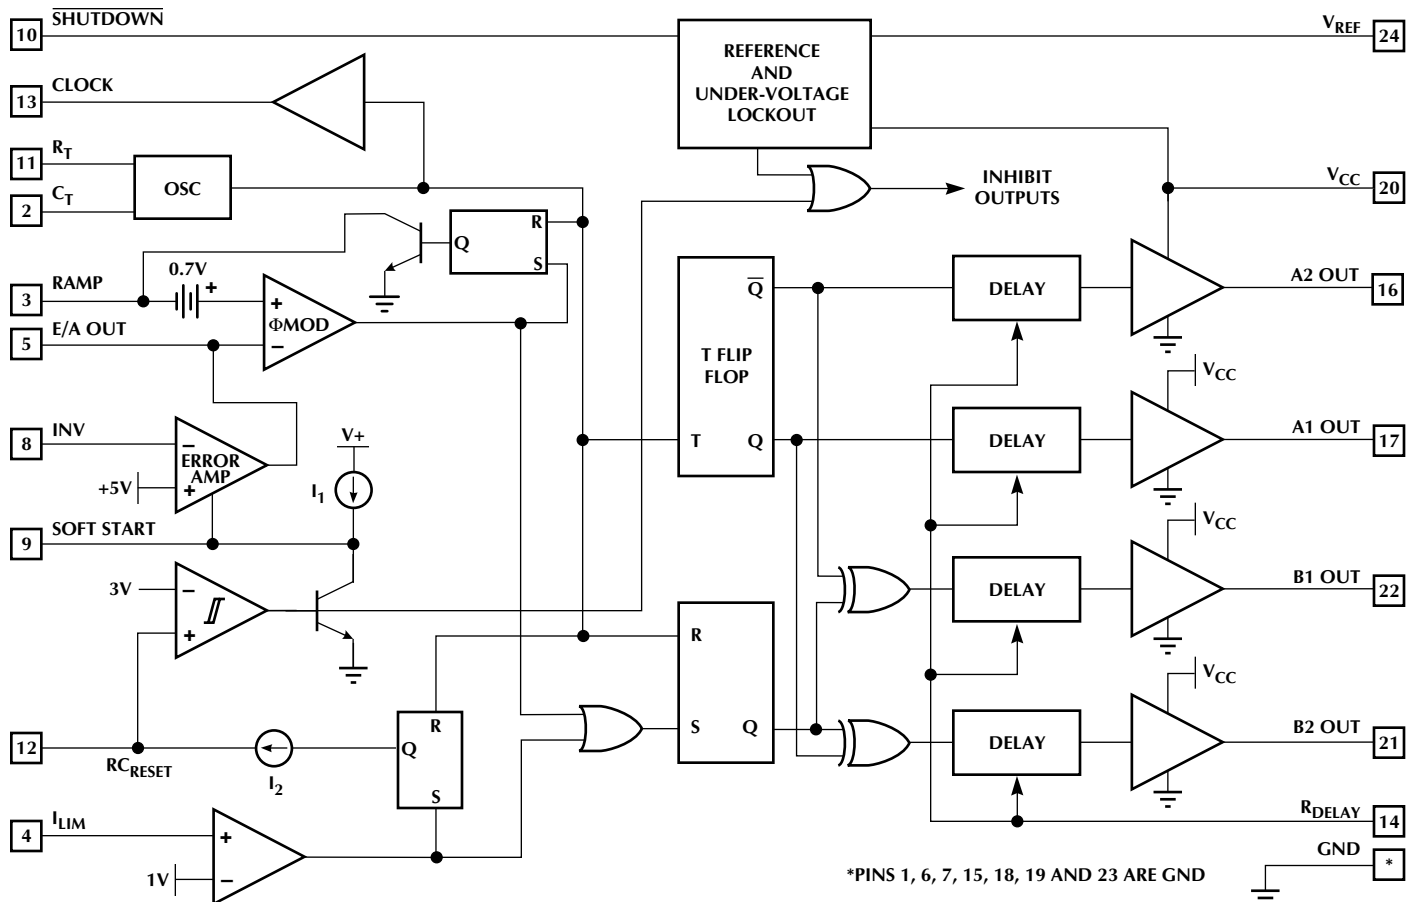 SHUTDOWN
10
CLOCK
13
RT
11
CT
2
OSC
REFERENCE
AND
UNDER-VOLTAGE
LOCKOUT
VREF
24
INHIBIT
OUTPUTS
VCC
20
RAMP
3
0.7V
+
+
ΦMOD
−
E/A OUT
5
Q
R
S
INV
8
−
ERROR
AMP
+
+5V
V+
I1
SOFT START
9
3V
−
+
12
RCRESET
I2
Q
R
S
ILIM
4
+
1V
−
Q
T FLIP
FLOP
T
Q
R
S
Q
DELAY
A2 OUT
16
VCC
DELAY
A1 OUT
17
VCC
DELAY
B1 OUT
22
VCC
DELAY
B2 OUT
21
RDELAY
14
GND
*
*PINS 1, 6, 7, 15, 18, 19 AND 23 ARE GND